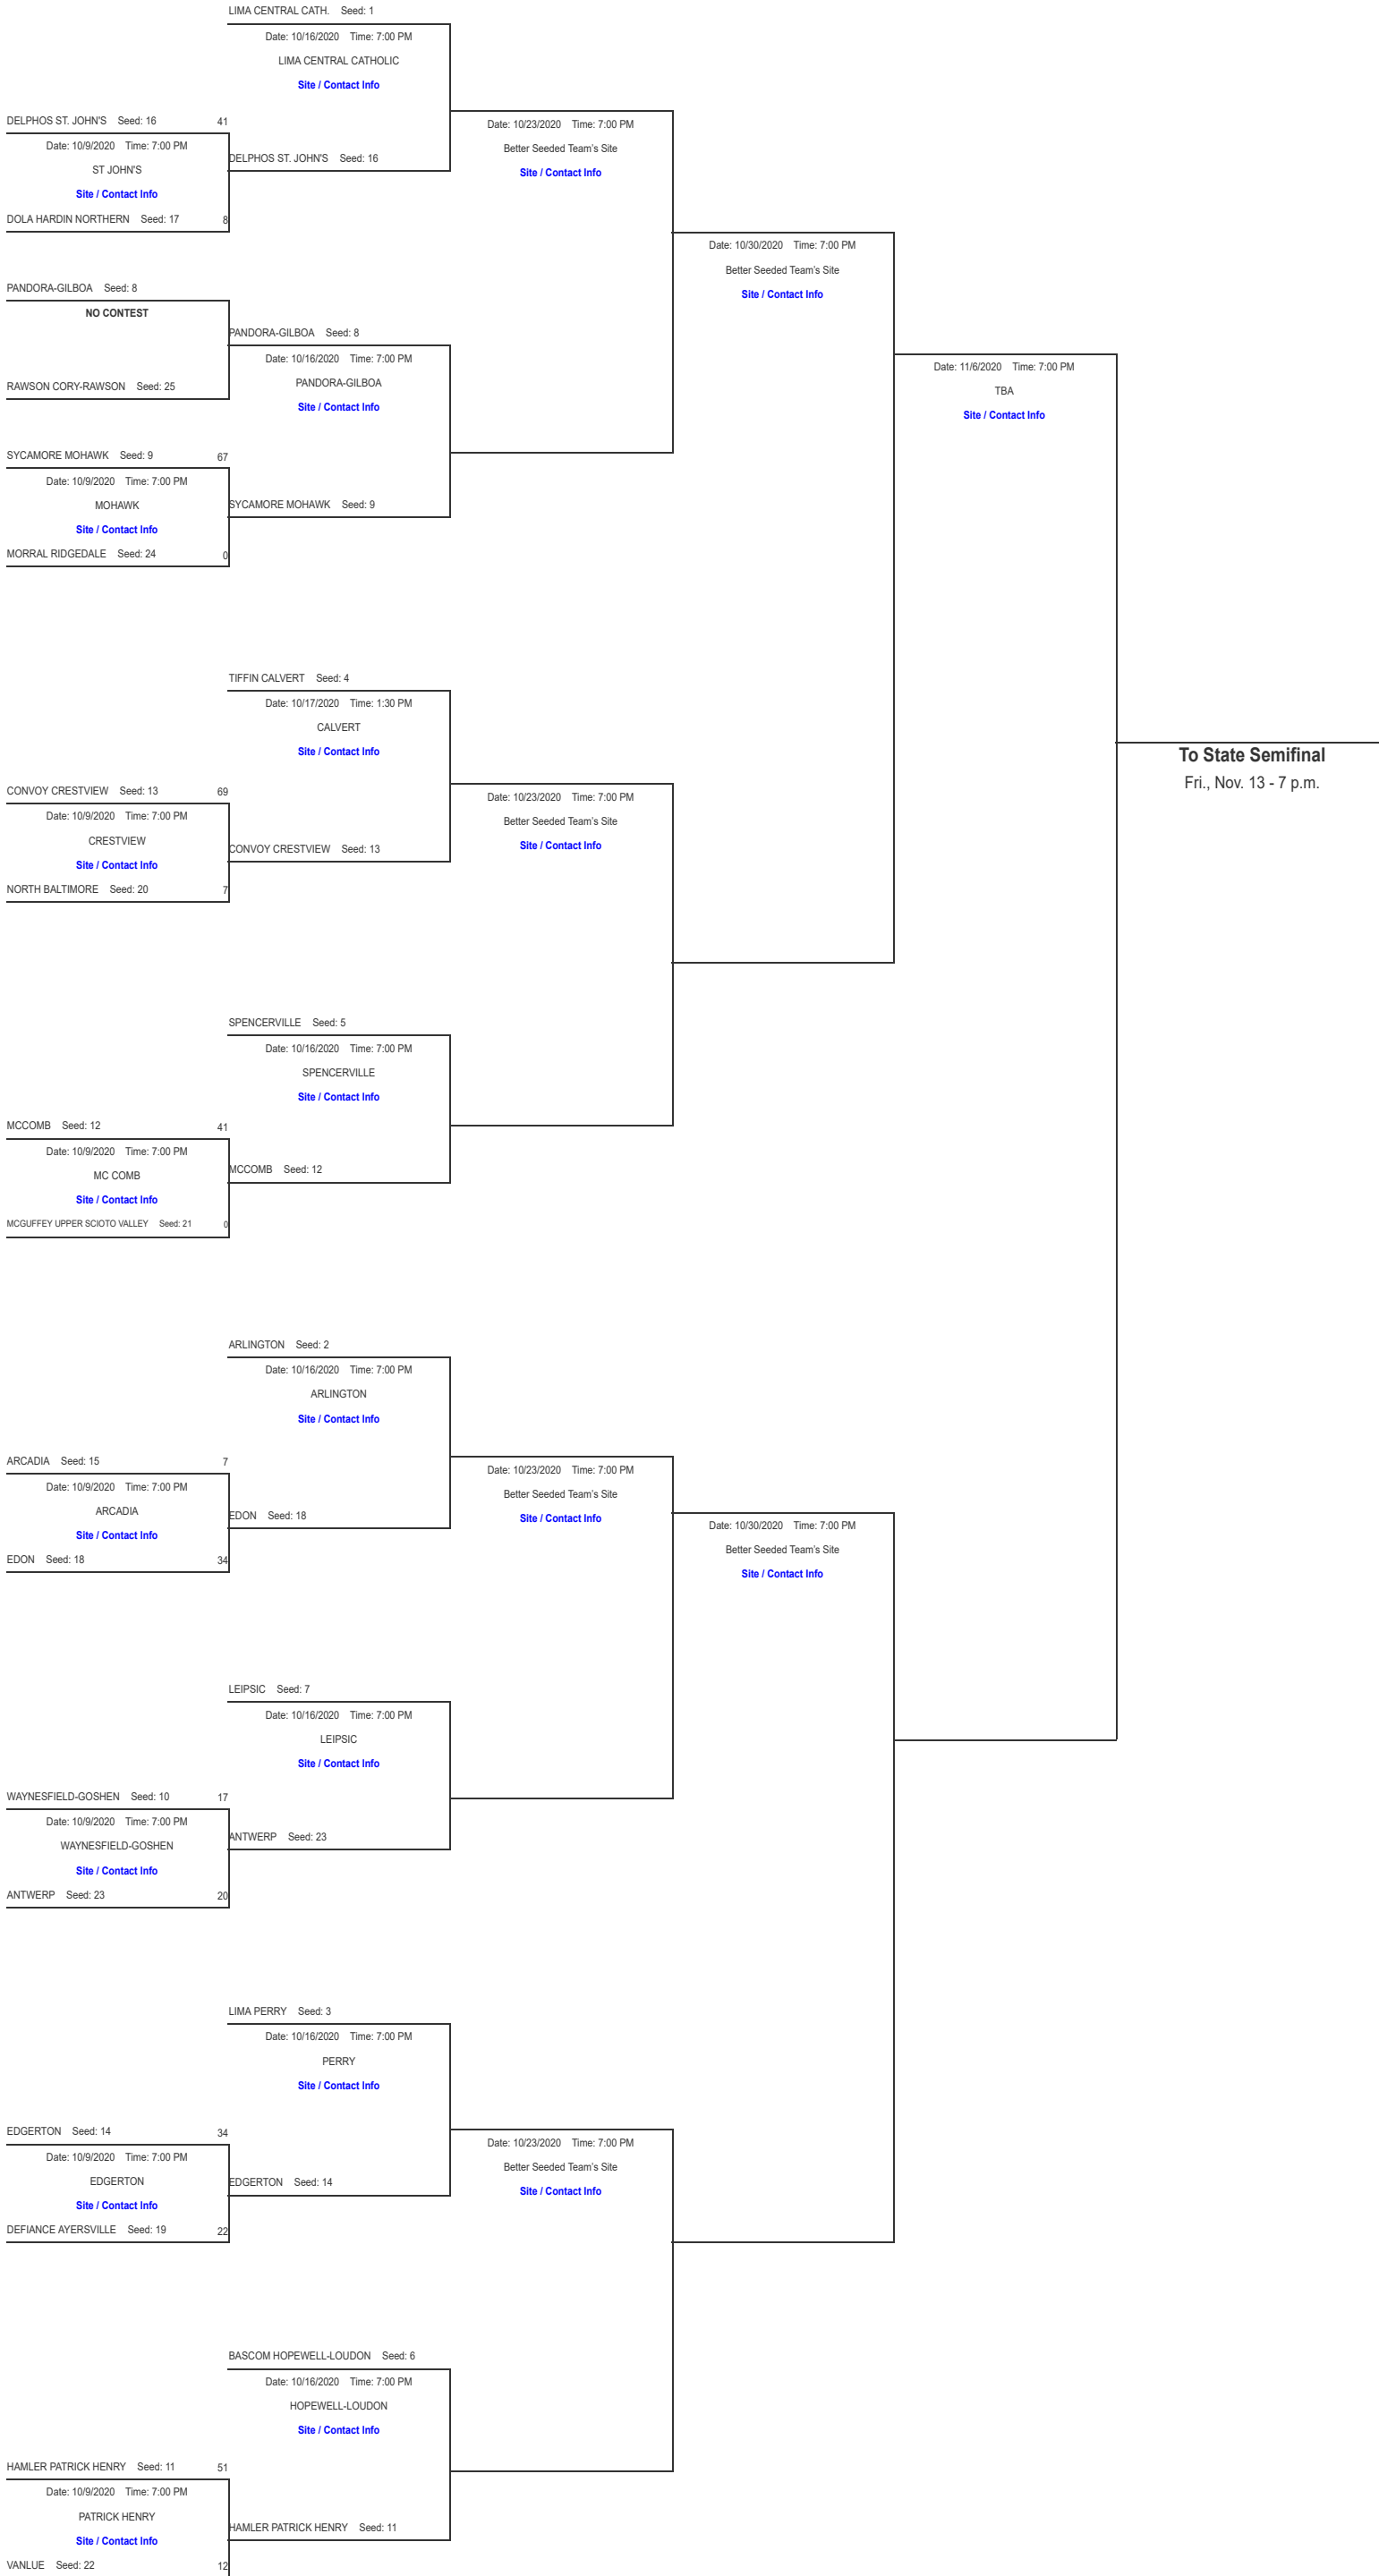 LIMA CENTRAL CATH. Seed: 1
Date: 10/16/2020 Time: 7:00 PM
LIMA CENTRAL CATHOLIC
Site / Contact Info
DELPHOS ST. JOHN'S Seed: 16 41
Date: 10/9/2020 Time: 7:00 PM
ST JOHN'S
Site / Contact Info
DOLA HARDIN NORTHERN Seed: 17 8
DELPHOS ST. JOHN'S Seed: 16
Date: 10/23/2020 Time: 7:00 PM
Better Seeded Team's Site
Site / Contact Info
Date: 10/30/2020 Time: 7:00 PM
Better Seeded Team's Site
Site / Contact Info
PANDORA-GILBOA Seed: 8
NO CONTEST
RAWSON CORY-RAWSON Seed: 25
PANDORA-GILBOA Seed: 8
Date: 10/16/2020 Time: 7:00 PM
PANDORA-GILBOA
Site / Contact Info
Date: 11/6/2020 Time: 7:00 PM
TBA
Site / Contact Info
SYCAMORE MOHAWK Seed: 9 67
Date: 10/9/2020 Time: 7:00 PM
MOHAWK
Site / Contact Info
MORRAL RIDGEDALE Seed: 24 0
SYCAMORE MOHAWK Seed: 9
TIFFIN CALVERT Seed: 4
Date: 10/17/2020 Time: 1:30 PM
CALVERT
Site / Contact Info
To State Semifinal
Fri., Nov. 13 - 7 p.m.
CONVOY CRESTVIEW Seed: 13 69
Date: 10/9/2020 Time: 7:00 PM
CRESTVIEW
Site / Contact Info
NORTH BALTIMORE Seed: 20 7
CONVOY CRESTVIEW Seed: 13
Date: 10/23/2020 Time: 7:00 PM
Better Seeded Team's Site
Site / Contact Info
SPENCERVILLE Seed: 5
Date: 10/16/2020 Time: 7:00 PM
SPENCERVILLE
Site / Contact Info
MCCOMB Seed: 12 41
Date: 10/9/2020 Time: 7:00 PM
MC COMB
Site / Contact Info
MCGUFFEY UPPER SCIOTO VALLEY Seed: 21 0
MCCOMB Seed: 12
ARLINGTON Seed: 2
Date: 10/16/2020 Time: 7:00 PM
ARLINGTON
Site / Contact Info
ARCADIA Seed: 15 7
Date: 10/9/2020 Time: 7:00 PM
ARCADIA
Site / Contact Info
EDON Seed: 18 34
EDON Seed: 18
Date: 10/23/2020 Time: 7:00 PM
Better Seeded Team's Site
Site / Contact Info
Date: 10/30/2020 Time: 7:00 PM
Better Seeded Team's Site
Site / Contact Info
LEIPSIC Seed: 7
Date: 10/16/2020 Time: 7:00 PM
LEIPSIC
Site / Contact Info
WAYNESFIELD-GOSHEN Seed: 10 17
Date: 10/9/2020 Time: 7:00 PM
WAYNESFIELD-GOSHEN
Site / Contact Info
ANTWERP Seed: 23 20
ANTWERP Seed: 23
LIMA PERRY Seed: 3
Date: 10/16/2020 Time: 7:00 PM
PERRY
Site / Contact Info
EDGERTON Seed: 14 34
Date: 10/9/2020 Time: 7:00 PM
EDGERTON
Site / Contact Info
DEFIANCE AYERSVILLE Seed: 19 22
EDGERTON Seed: 14
Date: 10/23/2020 Time: 7:00 PM
Better Seeded Team's Site
Site / Contact Info
BASCOM HOPEWELL-LOUDON Seed: 6
Date: 10/16/2020 Time: 7:00 PM
HOPEWELL-LOUDON
Site / Contact Info
HAMLER PATRICK HENRY Seed: 11 51
Date: 10/9/2020 Time: 7:00 PM
PATRICK HENRY
Site / Contact Info
VANLUE Seed: 22 12
HAMLER PATRICK HENRY Seed: 11